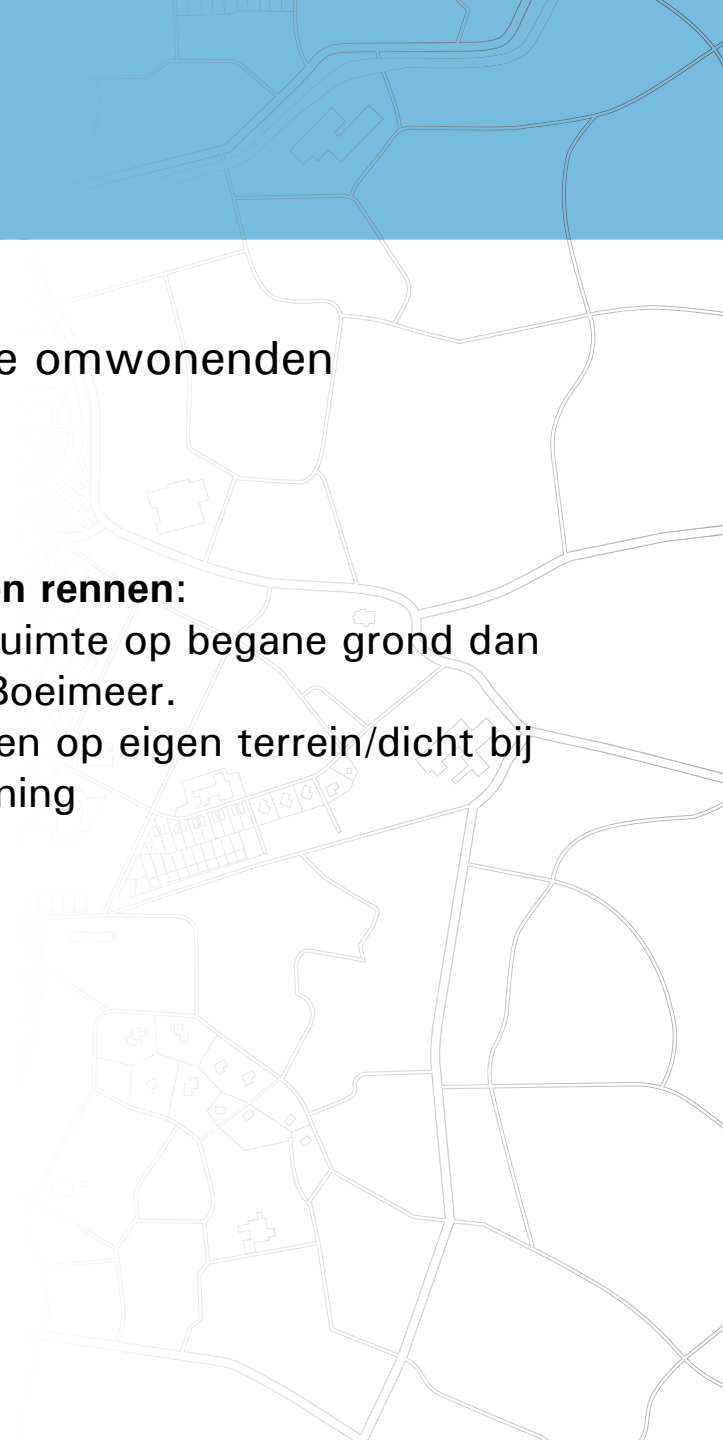 e omwonenden
n rennen:
uimte op begane grond dan
Boeimeer.
en op eigen terrein/dicht bij
ning